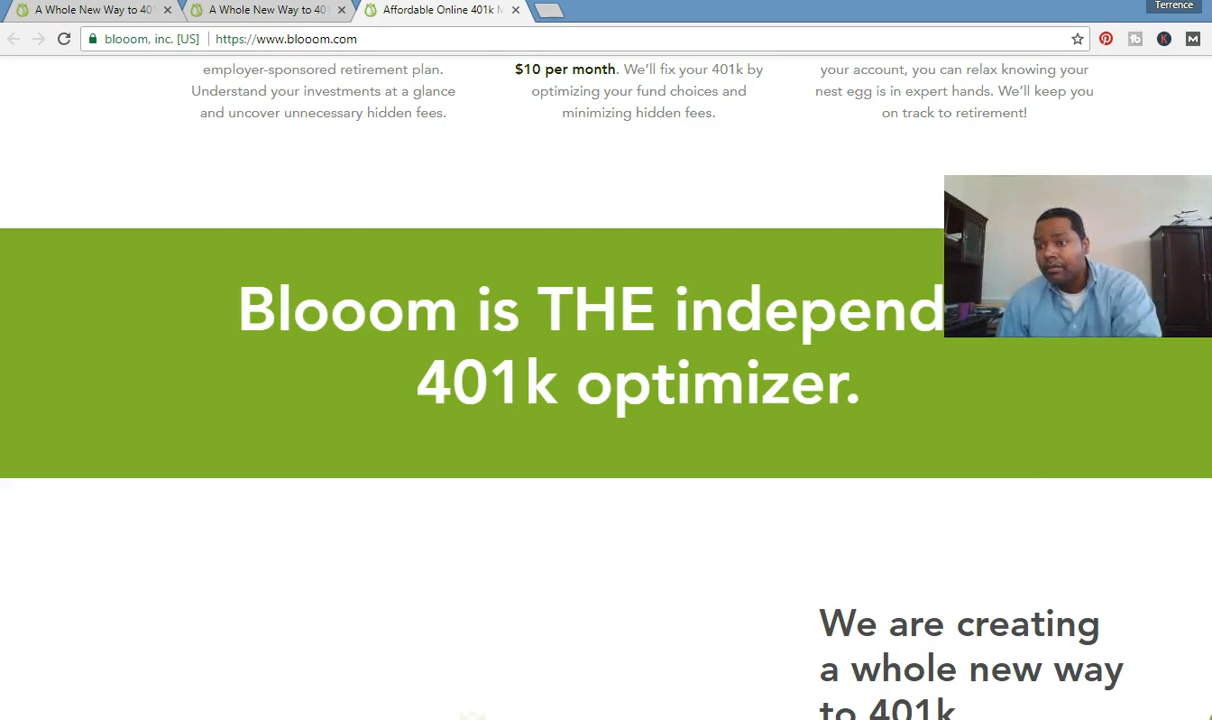 Terrence
A Whole New Way to 401
A Whole New Way to 401
Affordable Online 401k
blooom, inc. [US]
https://www.blooom.com
employer-sponsored retirement plan.
Understand your investments at a glance
and uncover unnecessary hidden fees.
$10 per month. We'll fix your 401k by
optimizing your fund choices and
minimizing hidden fees.
your account, you can relax knowing your
nest egg is in expert hands. We'll keep you
on track to retirement!
Blooom is THE independ
401k optimizer.
We are creating
a whole new way
to 401k